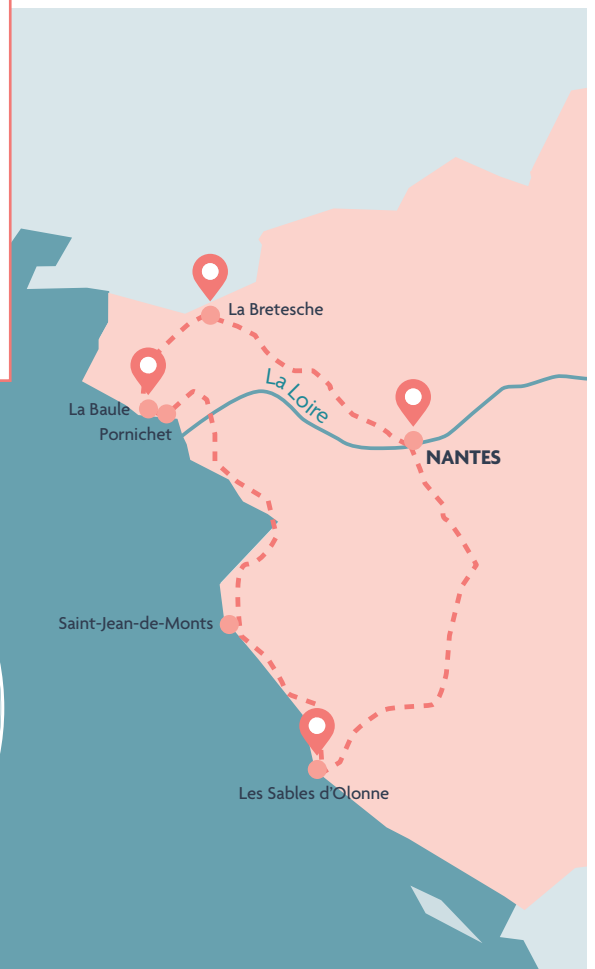 La Bretesche
La Loire
La Baule
Pornichet
NANTES
Saint-Jean-de-Monts
Les Sables d'Olonne